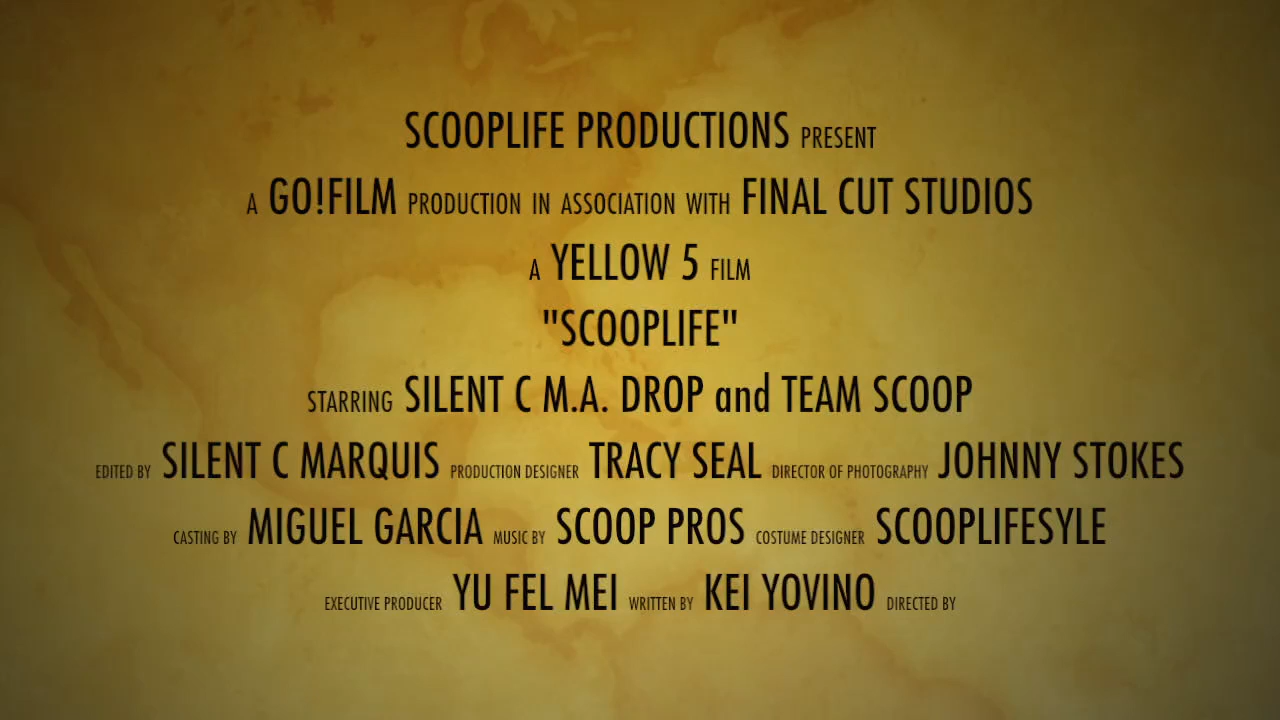 SCOOPLIFE PRODUCTIONS PRESENT
A GO!FILM PRODUCTION IN ASSOCIATION WITH FINAL CUT STUDIOS
A YELLOW 5 FILM
"SCOOPLIFE"
STARRING SILENT C M.A. DROP and TEAM SCOOP
EDITED BY SILENT C MARQUIS PRODUCTION DESIGNER TRACY SEAL DIRECTOR OF PHOTOGRAPHY JOHNNY STOKES
CASTING BY MIGUEL GARCIA MUSIC BY SCOOP PROS COSTUME DESIGNER SCOOPLIFESYLE
EXECUTIVE PRODUCER YU FEL MEI WRITTEN BY KEI YOVINO DIRECTED BY